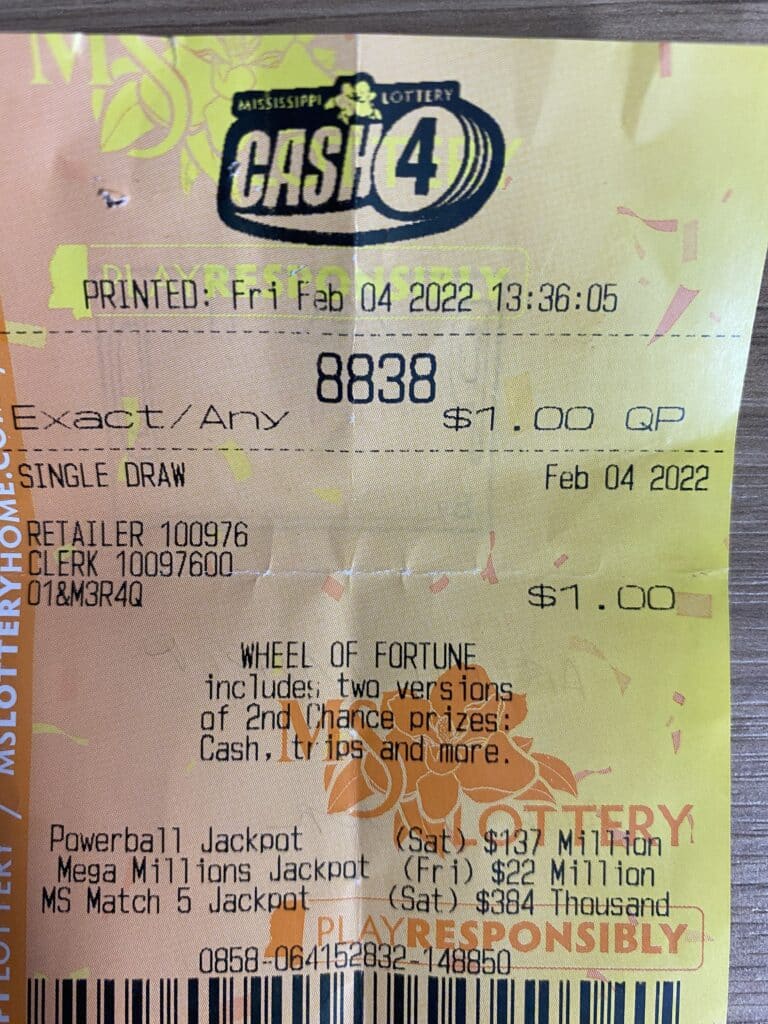 MISSISSIPPI LOTTERY
CASH 4
PLAY RESPONSIBLY
PRINTED: Fri Feb 04 2022 13:36:05
8838
Exact/Any $1.00 QP
SINGLE DRAW Feb 04 2022
RETAILER 100976
CLERK 10097600
01&M3R4Q $1.00
WHEEL OF FORTUNE
includes two versions
of 2nd Chance prizes:
Cash, trips and more.
MS LOTTERY
Powerball Jackpot (Sat) $137 Million
Mega Millions Jackpot (Fri) $22 Million
MS Match 5 Jackpot (Sat) $384 Thousand
PLAY RESPONSIBLY
0858-064152832-148850
LOTTERY / MSLOTTERYHOME.CO